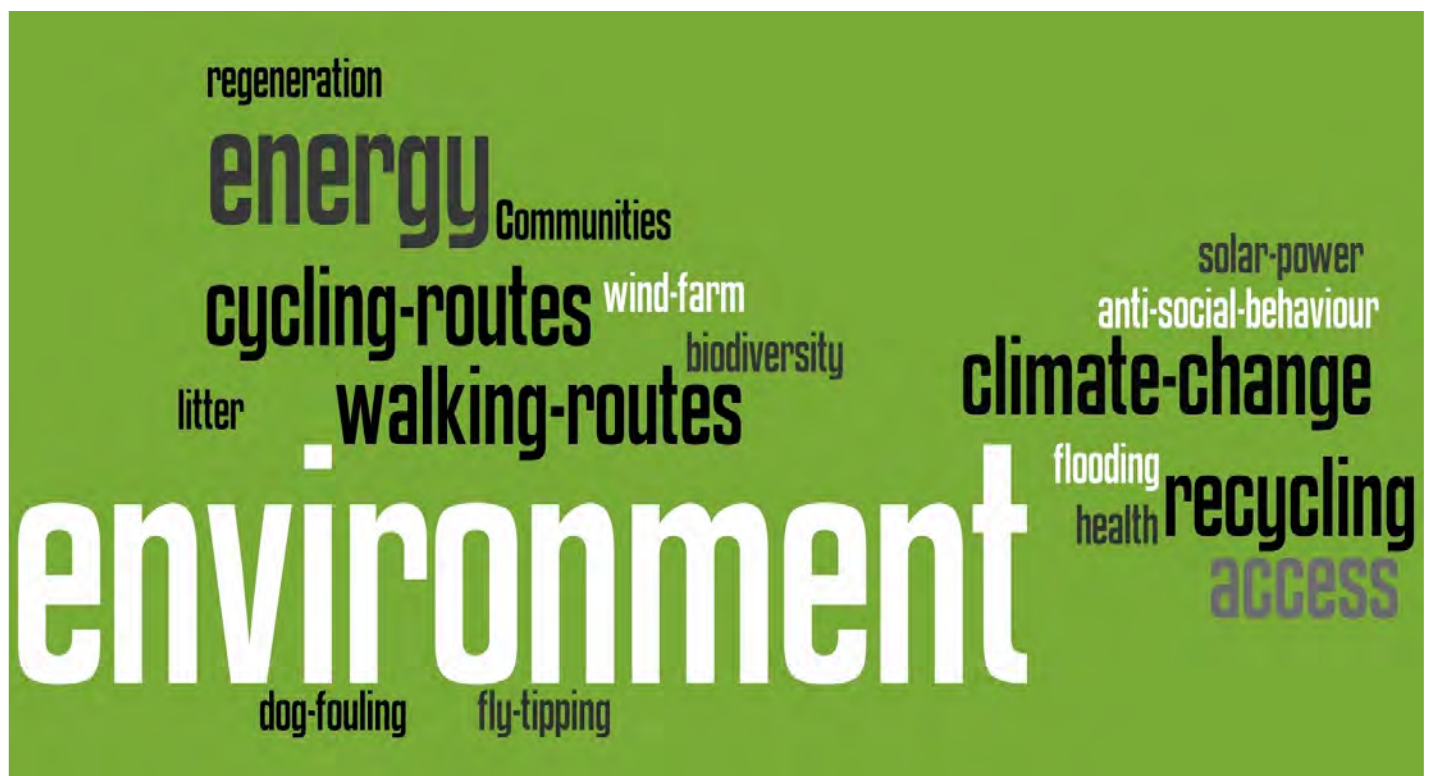 regeneration
energy
Communities
cycling-routes
wind-farm
biodiversity
litter
walking-routes
solar-power
anti-social-behaviour
climate-change
flooding
health
recycling
access
environment
dog-fouling
fly-tipping